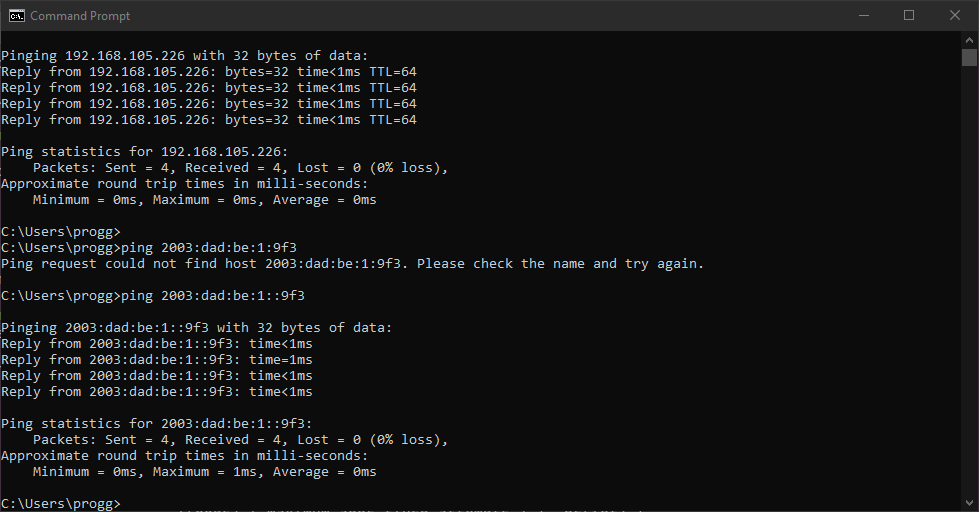 Command Prompt
Pinging 192.168.105.226 with 32 bytes of data:
Reply from 192.168.105.226: bytes=32 time<1ms TTL=64
Reply from 192.168.105.226: bytes=32 time<1ms TTL=64
Reply from 192.168.105.226: bytes=32 time<1ms TTL=64
Reply from 192.168.105.226: bytes=32 time<1ms TTL=64
Ping statistics for 192.168.105.226:
    Packets: Sent = 4, Received = 4, Lost = 0 (0% loss),
Approximate round trip times in milli-seconds:
    Minimum = 0ms, Maximum = 0ms, Average = 0ms
C:\Users\progg>
C:\Users\progg>ping 2003:dad:be:1:9f3
Ping request could not find host 2003:dad:be:1:9f3. Please check the name and try again.
C:\Users\progg>ping 2003:dad:be:1::9f3
Pinging 2003:dad:be:1::9f3 with 32 bytes of data:
Reply from 2003:dad:be:1::9f3: time<1ms
Reply from 2003:dad:be:1::9f3: time=1ms
Reply from 2003:dad:be:1::9f3: time<1ms
Reply from 2003:dad:be:1::9f3: time<1ms
Ping statistics for 2003:dad:be:1::9f3:
    Packets: Sent = 4, Received = 4, Lost = 0 (0% loss),
Approximate round trip times in milli-seconds:
    Minimum = 0ms, Maximum = 1ms, Average = 0ms
C:\Users\progg>